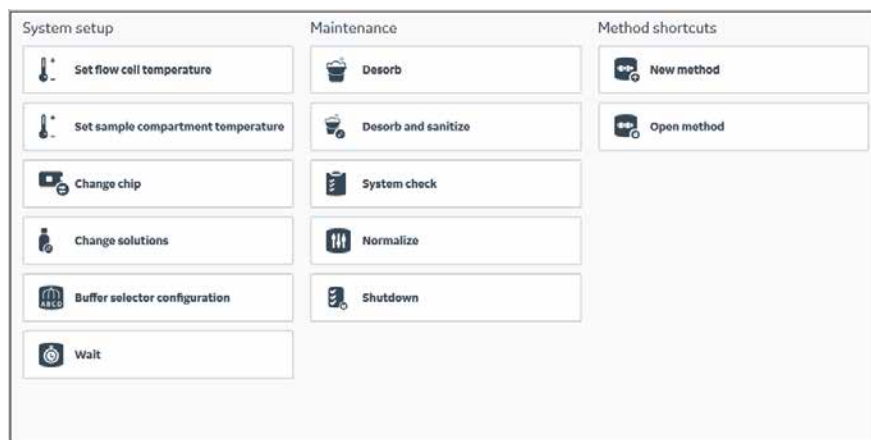 System setup
Set flow cell temperature
Set sample compartment temperature
Change chip
Change solutions
ABCD
Buffer selector configuration
Wait
Maintenance
Desorb
Desorb and sanitize
System check
Normalize
Shutdown
Method shortcuts
New method
Open method